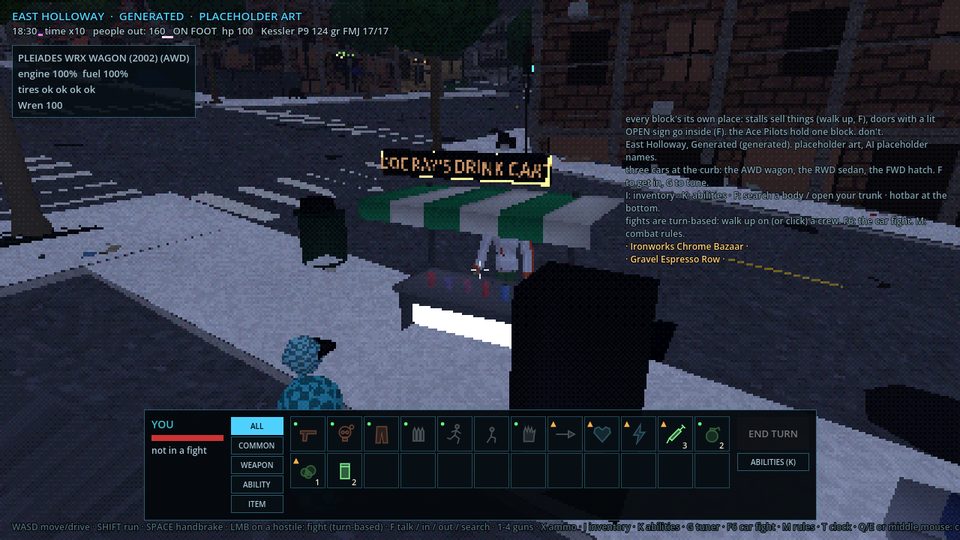 EAST HOLLOWAY · GENERATED · PLACEHOLDER ART
18:30 time x10 people out: 160 ON FOOT hp 100 Kessler P9 124 gr FMJ 17/17
PLEIADES WRX WAGON (2002) (AWD)
engine 100% fuel 100%
tires ok ok ok ok
Wren 100
every block's its own place: stalls sell things (walk up, F), doors with a lit
OPEN sign go inside (F). the Ace Pilots hold one block. don't.
East Holloway, Generated (generated). placeholder art, AI placeholder
names.
three cars at the curb: the AWD wagon, the RWD sedan, the FWD hatch. F
to get in, G to tune.
I: inventory · K: abilities · F: search a body / open your trunk · hotbar at the
bottom.
fights are turn-based: walk up on (or click) a crew. F6: the car fight. M:
combat rules.
· Ironworks Chrome Bazaar ·
· Gravel Espresso Row ·
DOC RAY'S DRINK CART
YOU
not in a fight
ALL
COMMON
WEAPON
ABILITY
ITEM
3
2
1
2
END TURN
ABILITIES (K)
WASD move/drive · SHIFT run · SPACE handbrake · LMB on a hostile: fight (turn-based) · F talk / in / out / search · 1-4 guns · X ammo · I inventory · K abilities · G tuner · F6 car fight · M rules · T clock · Q/E or middle mouse: c